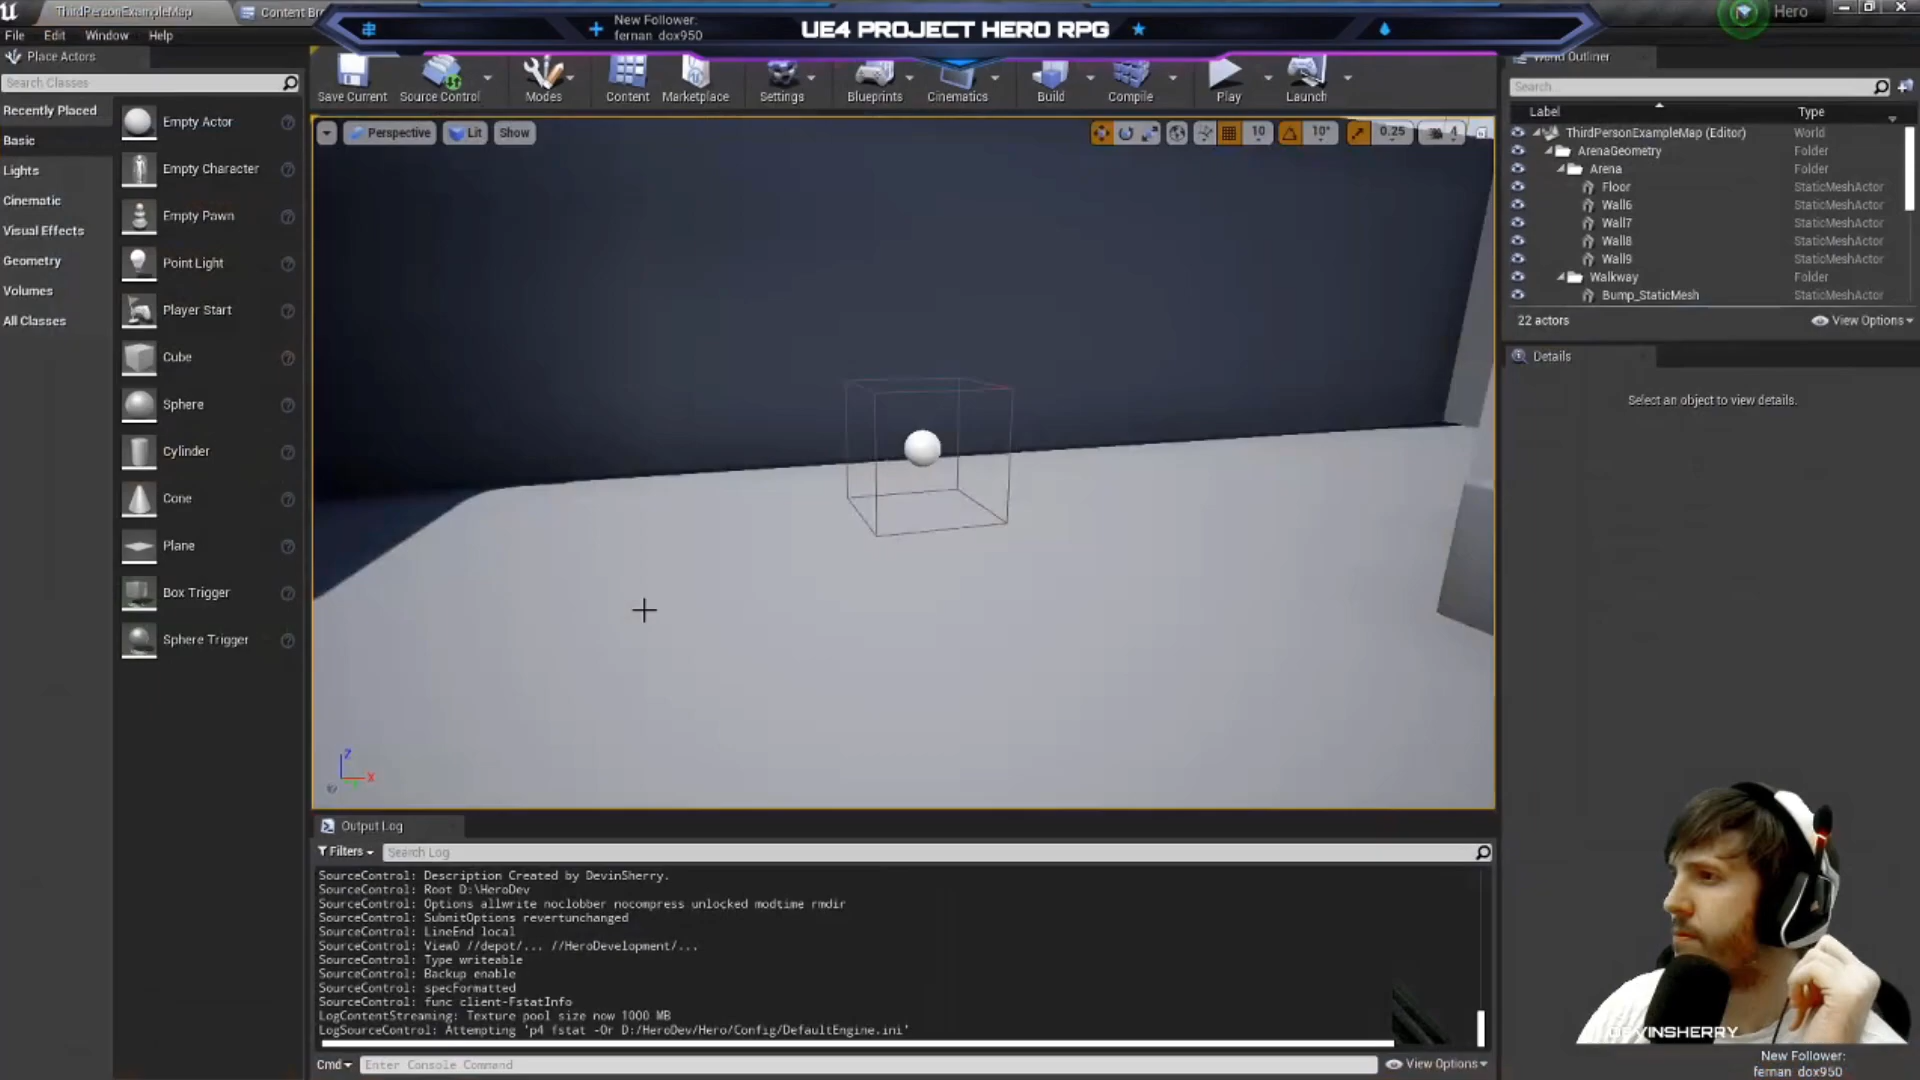 ThirdPersonExampleMap
Content Br
New Follower:
fernan_dox950
UE4 PROJECT HERO RPG
Hero
File Edit Window Help
Place Actors
Search Classes
Recently Placed
Basic
Lights
Cinematic
Visual Effects
Geometry
Volumes
All Classes
Empty Actor
Empty Character
Empty Pawn
Point Light
Player Start
Cube
Sphere
Cylinder
Cone
Plane
Box Trigger
Sphere Trigger
Save Current
Source Control
Modes
Content
Marketplace
Settings
Blueprints
Cinematics
Build
Compile
Play
Launch
Perspective
Lit
Show
10
10°
0.25
4
Z
X
World Outliner
Search...
Label Type
ThirdPersonExampleMap (Editor) World
ArenaGeometry Folder
Arena Folder
Floor StaticMeshActor
Wall6 StaticMeshActor
Wall7 StaticMeshActor
Wall8 StaticMeshActor
Wall9 StaticMeshActor
Walkway Folder
Bump_StaticMesh StaticMeshActor
22 actors
View Options
Details
Select an object to view details.
Output Log
Filters
Search Log
SourceControl: Description Created by DevinSherry.
SourceControl: Root D:\HeroDev
SourceControl: Options allwrite noclobber nocompress unlocked modtime rmdir
SourceControl: SubmitOptions revertunchanged
SourceControl: LineEnd local
SourceControl: View0 //depot/... //HeroDevelopment/...
SourceControl: Type writeable
SourceControl: Backup enable
SourceControl: specFormatted
SourceControl: func client-FstatInfo
LogContentStreaming: Texture pool size now 1000 MB
LogSourceControl: Attempting 'p4 fstat -Or D:/HeroDev/Hero/Config/DefaultEngine.ini'
Cmd
Enter Console Command
View Options
DEVINSHERRY
New Follower:
fernan_dox950